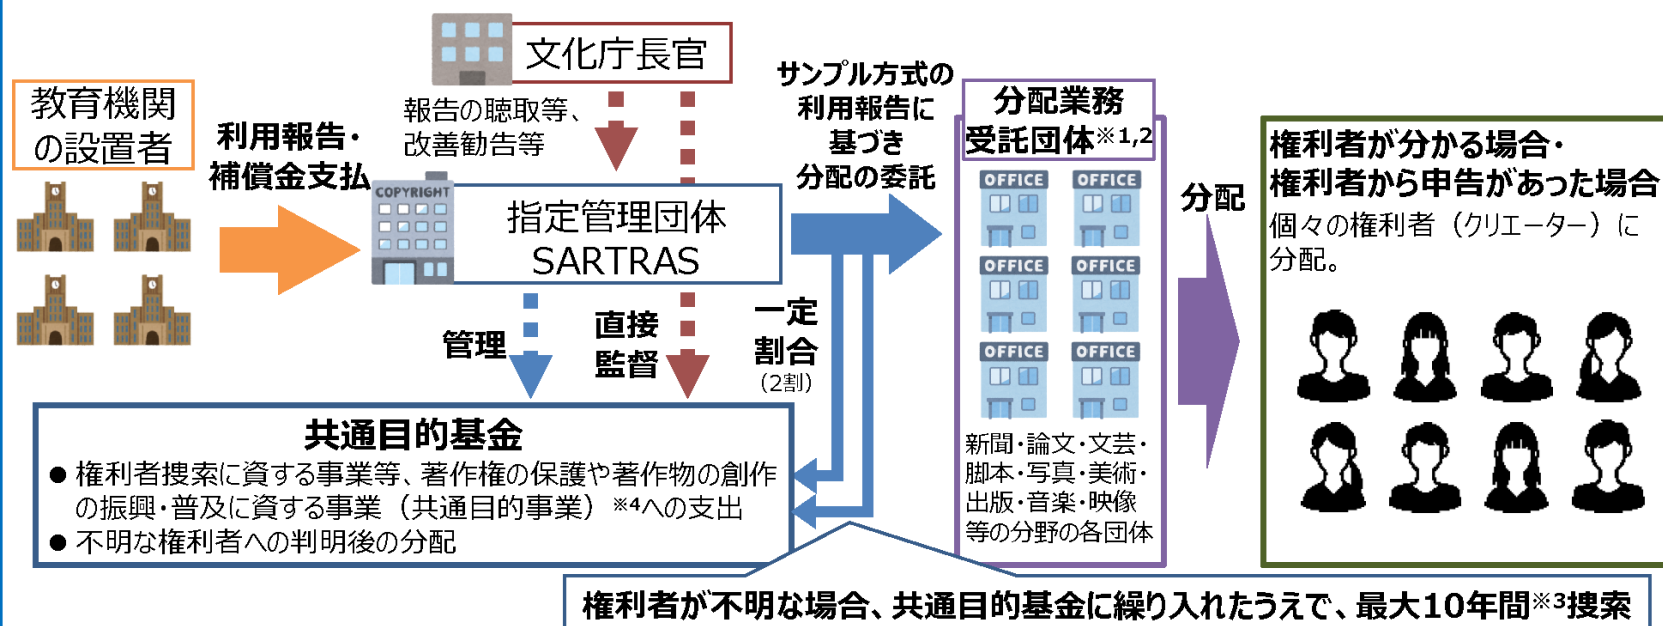 文化庁長官
教育機関
の設置者
利用報告・
補償金支払
報告の聴取等、
改善勧告等
COPYRIGHT
指定管理団体
SARTRAS
サンプル方式の
利用報告に
基づき
分配の委託
分配業務
受託団体※1,2
OFFICE OFFICE
OFFICE OFFICE
OFFICE OFFICE
新聞・論文・文芸・
脚本・写真・美術・
出版・音楽・映像
等の分野の各団体
分配
権利者が分かる場合・
権利者から申告があった場合
個々の権利者（クリエーター）に
分配。
管理
直接
監督
一定
割合
（2割）
共通目的基金
● 権利者捜索に資する事業等、著作権の保護や著作物の創作
の振興・普及に資する事業（共通目的事業）※4への支出
● 不明な権利者への判明後の分配
権利者が不明な場合、共通目的基金に繰り入れたうえで、最大10年間※3捜索